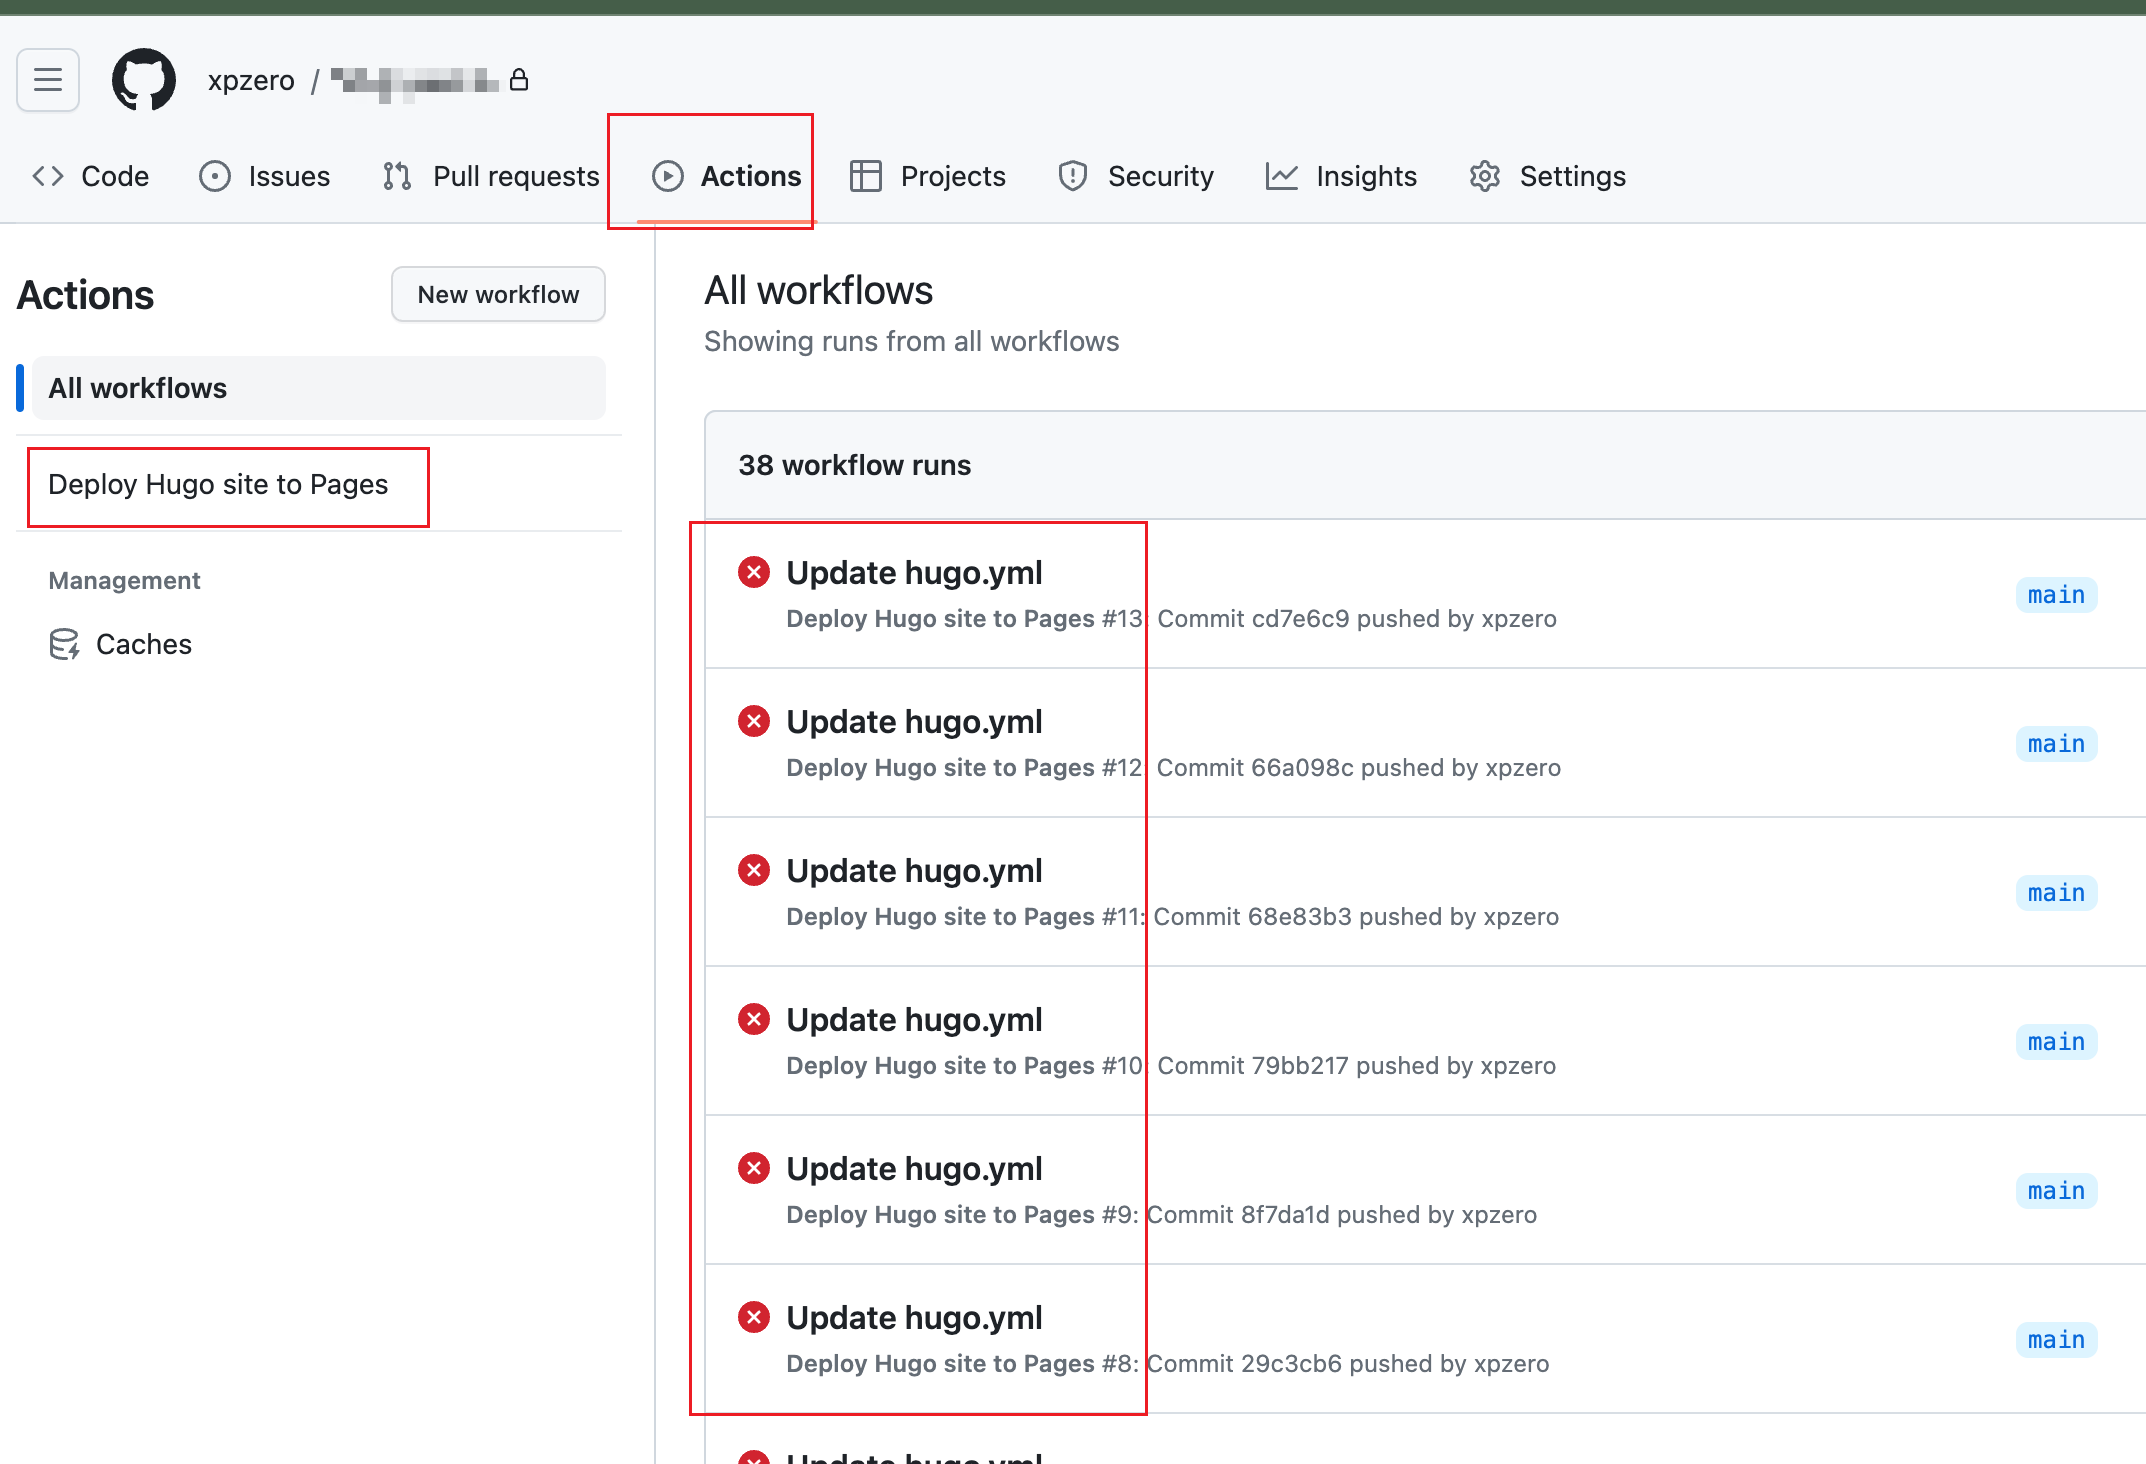 xpzero /
Code Issues Pull requests Actions Projects Security Insights Settings
Actions
New workflow
All workflows
Deploy Hugo site to Pages
Management
Caches
All workflows
Showing runs from all workflows
38 workflow runs
Update hugo.yml
Deploy Hugo site to Pages #13: Commit cd7e6c9 pushed by xpzero
main
Update hugo.yml
Deploy Hugo site to Pages #12: Commit 66a098c pushed by xpzero
main
Update hugo.yml
Deploy Hugo site to Pages #11: Commit 68e83b3 pushed by xpzero
main
Update hugo.yml
Deploy Hugo site to Pages #10: Commit 79bb217 pushed by xpzero
main
Update hugo.yml
Deploy Hugo site to Pages #9: Commit 8f7da1d pushed by xpzero
main
Update hugo.yml
Deploy Hugo site to Pages #8: Commit 29c3cb6 pushed by xpzero
main
Update hugo.yml